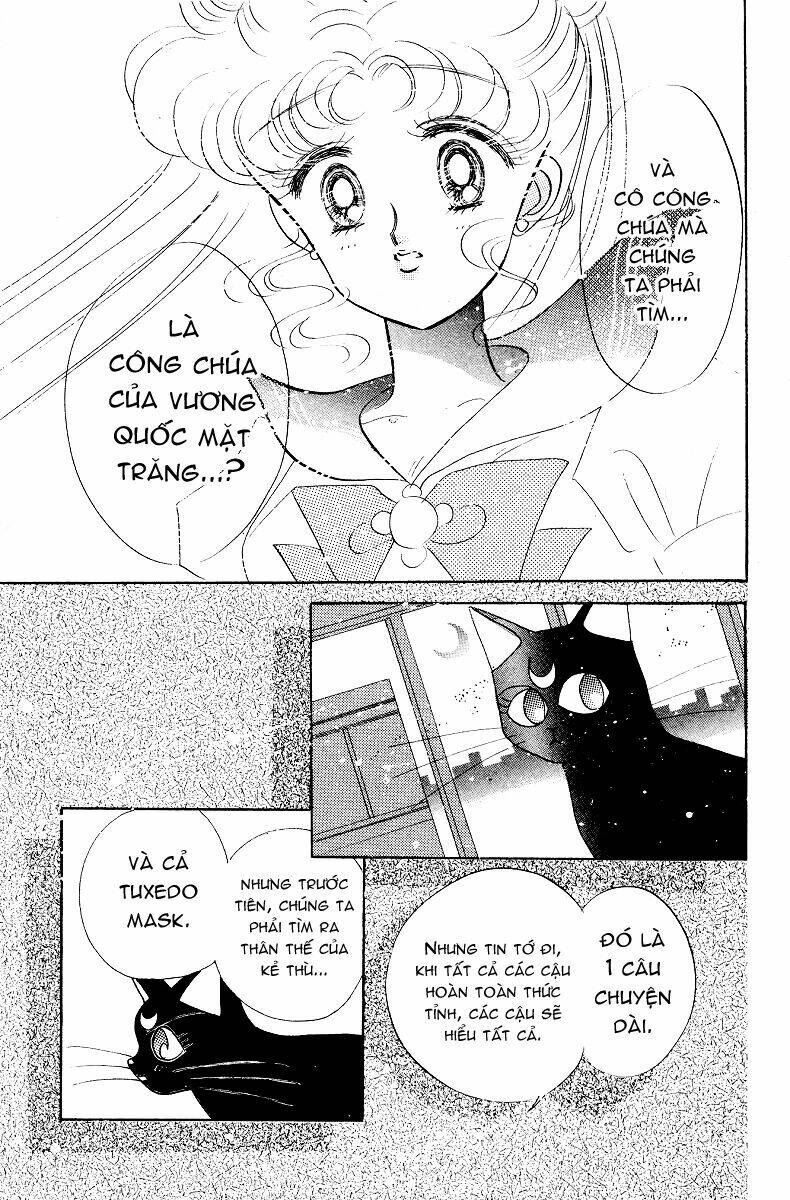 VÀ
CÔ CÔNG
CHÚA MÀ
CHÚNG
TA PHẢI
TÌM...
LÀ
CÔNG CHÚA
CỦA VƯƠNG
QUỐC MẶT
TRĂNG...?
ĐÓ LÀ
1 CÂU
CHUYỆN
DÀI.
NHƯNG TIN TỚ ĐI,
KHI TẤT CẢ CÁC CẬU
HOÀN TOÀN THỨC
TỈNH, CÁC CẬU SẼ
HIỂU TẤT CẢ.
NHƯNG TRƯỚC
TIÊN, CHÚNG TA
PHẢI TÌM RA
THÂN THẾ CỦA
KẺ THÙ...
VÀ CẢ
TUXEDO
MASK.